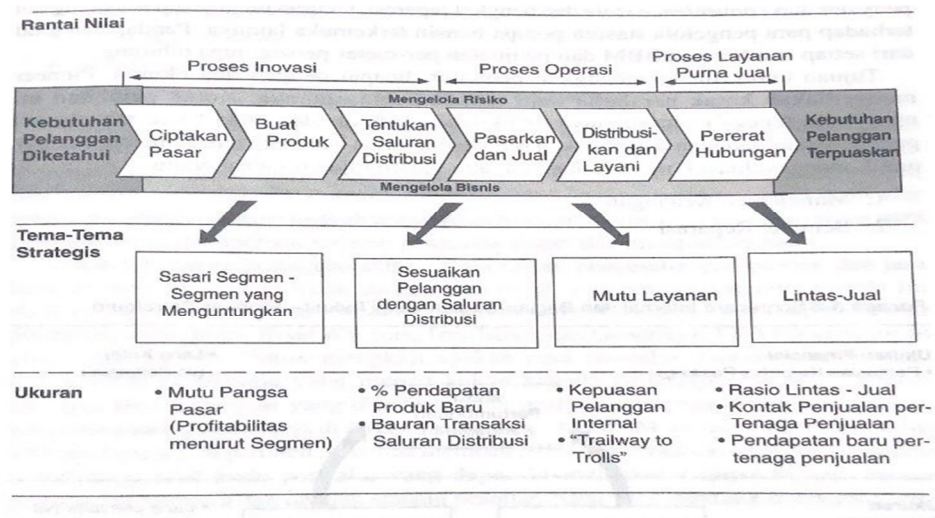 Rantai Nilai
Proses Inovasi
Proses Operasi
Proses Layanan
Purna Jual
Mengelola Risiko
Kebutuhan
Pelanggan
Diketahui
Ciptakan
Pasar
Buat
Produk
Tentukan
Saluran
Distribusi
Pasarkan
dan Jual
Distribusi-
kan dan
Layani
Pererat
Hubungan
Kebutuhan
Pelanggan
Terpuaskan
Mengelola Bisnis
Tema-Tema
Strategis
Sasari Segmen -
Segmen yang
Menguntungkan
Sesuaikan
Pelanggan
dengan Saluran
Distribusi
Mutu Layanan
Lintas-Jual
Ukuran
• Mutu Pangsa
Pasar
(Profitabilitas
menurut Segmen)
• % Pendapatan
Produk Baru
• Bauran Transaksi
Saluran Distribusi
• Kepuasan
Pelanggan
Internal
• "Trailway to
Trolls"
• Rasio Lintas - Jual
• Kontak Penjualan per-
Tenaga Penjualan
• Pendapatan baru per-
tenaga penjualan